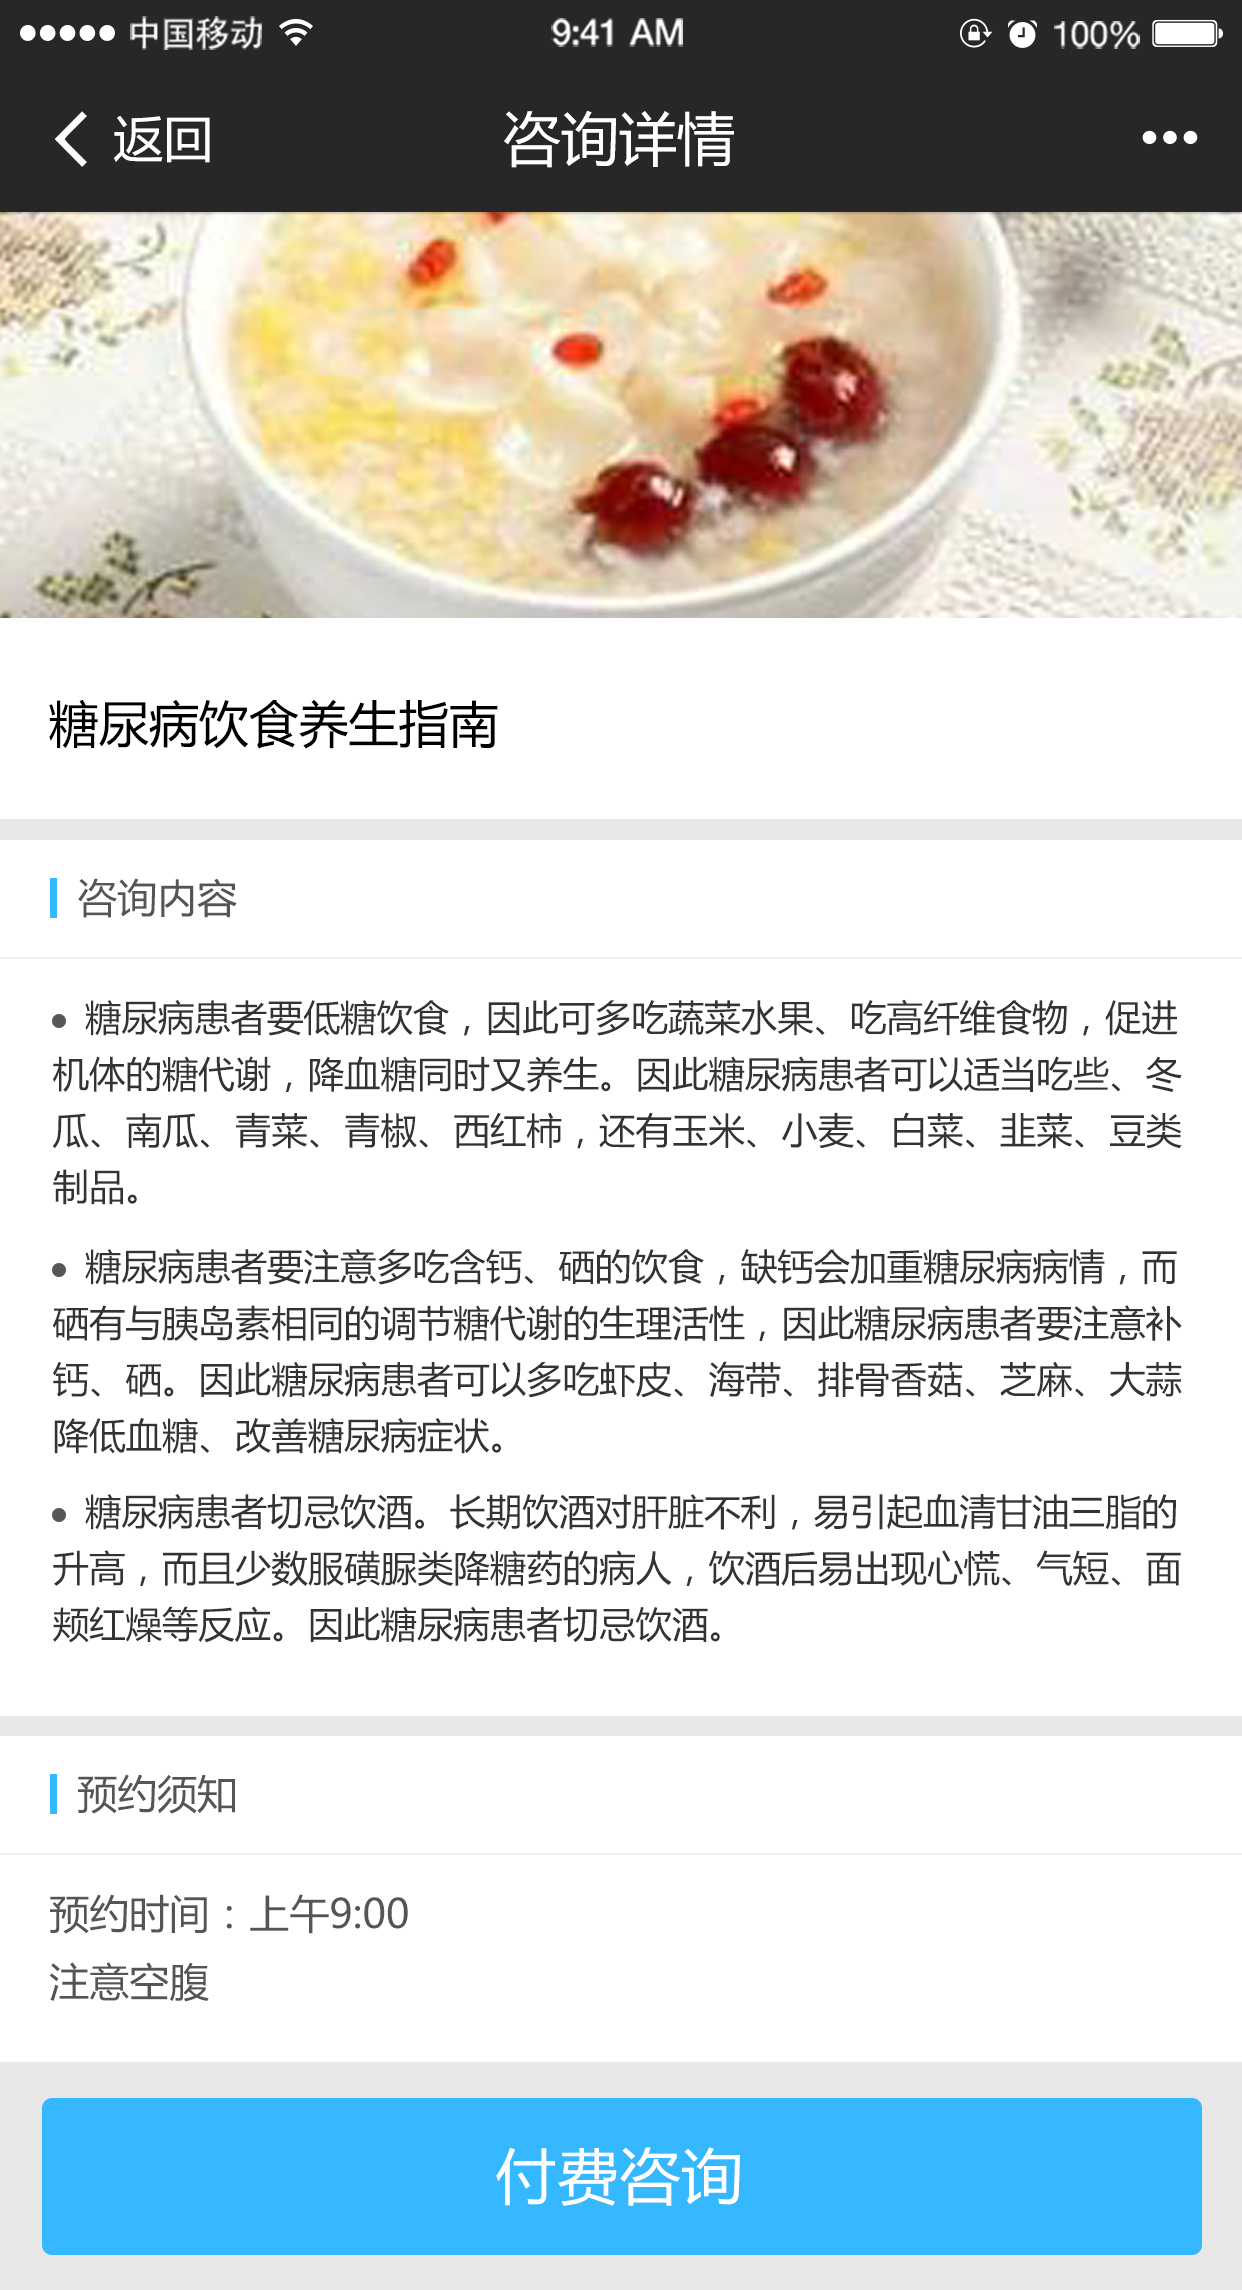 中国移动
9:41 AM
100%
返回
咨询详情
糖尿病饮食养生指南
咨询内容
● 糖尿病患者要低糖饮食，因此可多吃蔬菜水果、吃高纤维食物，促进
机体的糖代谢，降血糖同时又养生。因此糖尿病患者可以适当吃些、冬
瓜、南瓜、青菜、青椒、西红柿，还有玉米、小麦、白菜、韭菜、豆类
制品。
● 糖尿病患者要注意多吃含钙、硒的饮食，缺钙会加重糖尿病病情，而
硒有与胰岛素相同的调节糖代谢的生理活性，因此糖尿病患者要注意补
钙、硒。因此糖尿病患者可以多吃虾皮、海带、排骨香菇、芝麻、大蒜
降低血糖、改善糖尿病症状。
● 糖尿病患者切忌饮酒。长期饮酒对肝脏不利，易引起血清甘油三脂的
升高，而且少数服磺脲类降糖药的病人，饮酒后易出现心慌、气短、面
颊红燥等反应。因此糖尿病患者切忌饮酒。
预约须知
预约时间：上午9:00
注意空腹
付费咨询